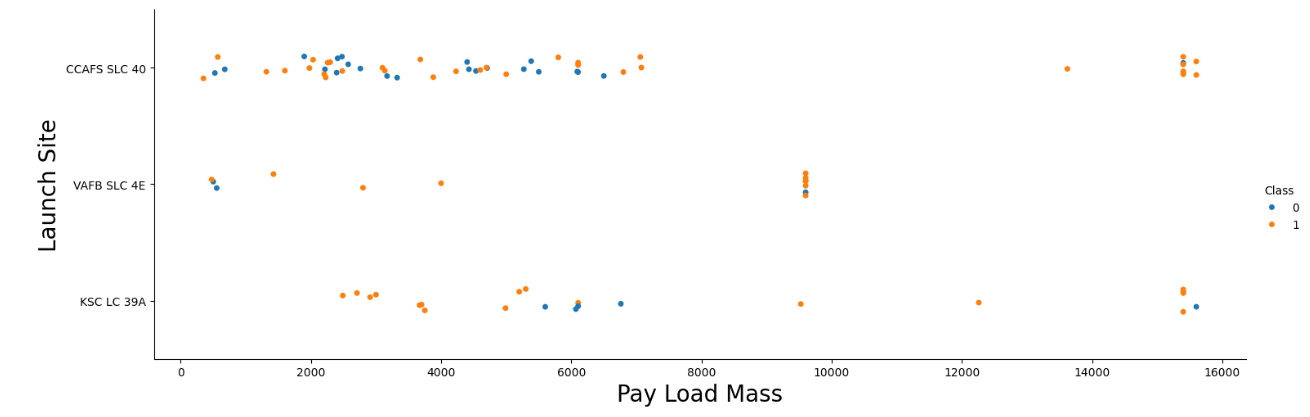 Launch Site
CCAFS SLC 40
VAFB SLC 4E
KSC LC 39A
0 2000 4000 6000 8000 10000 12000 14000 16000
Pay Load Mass
Class
0
1